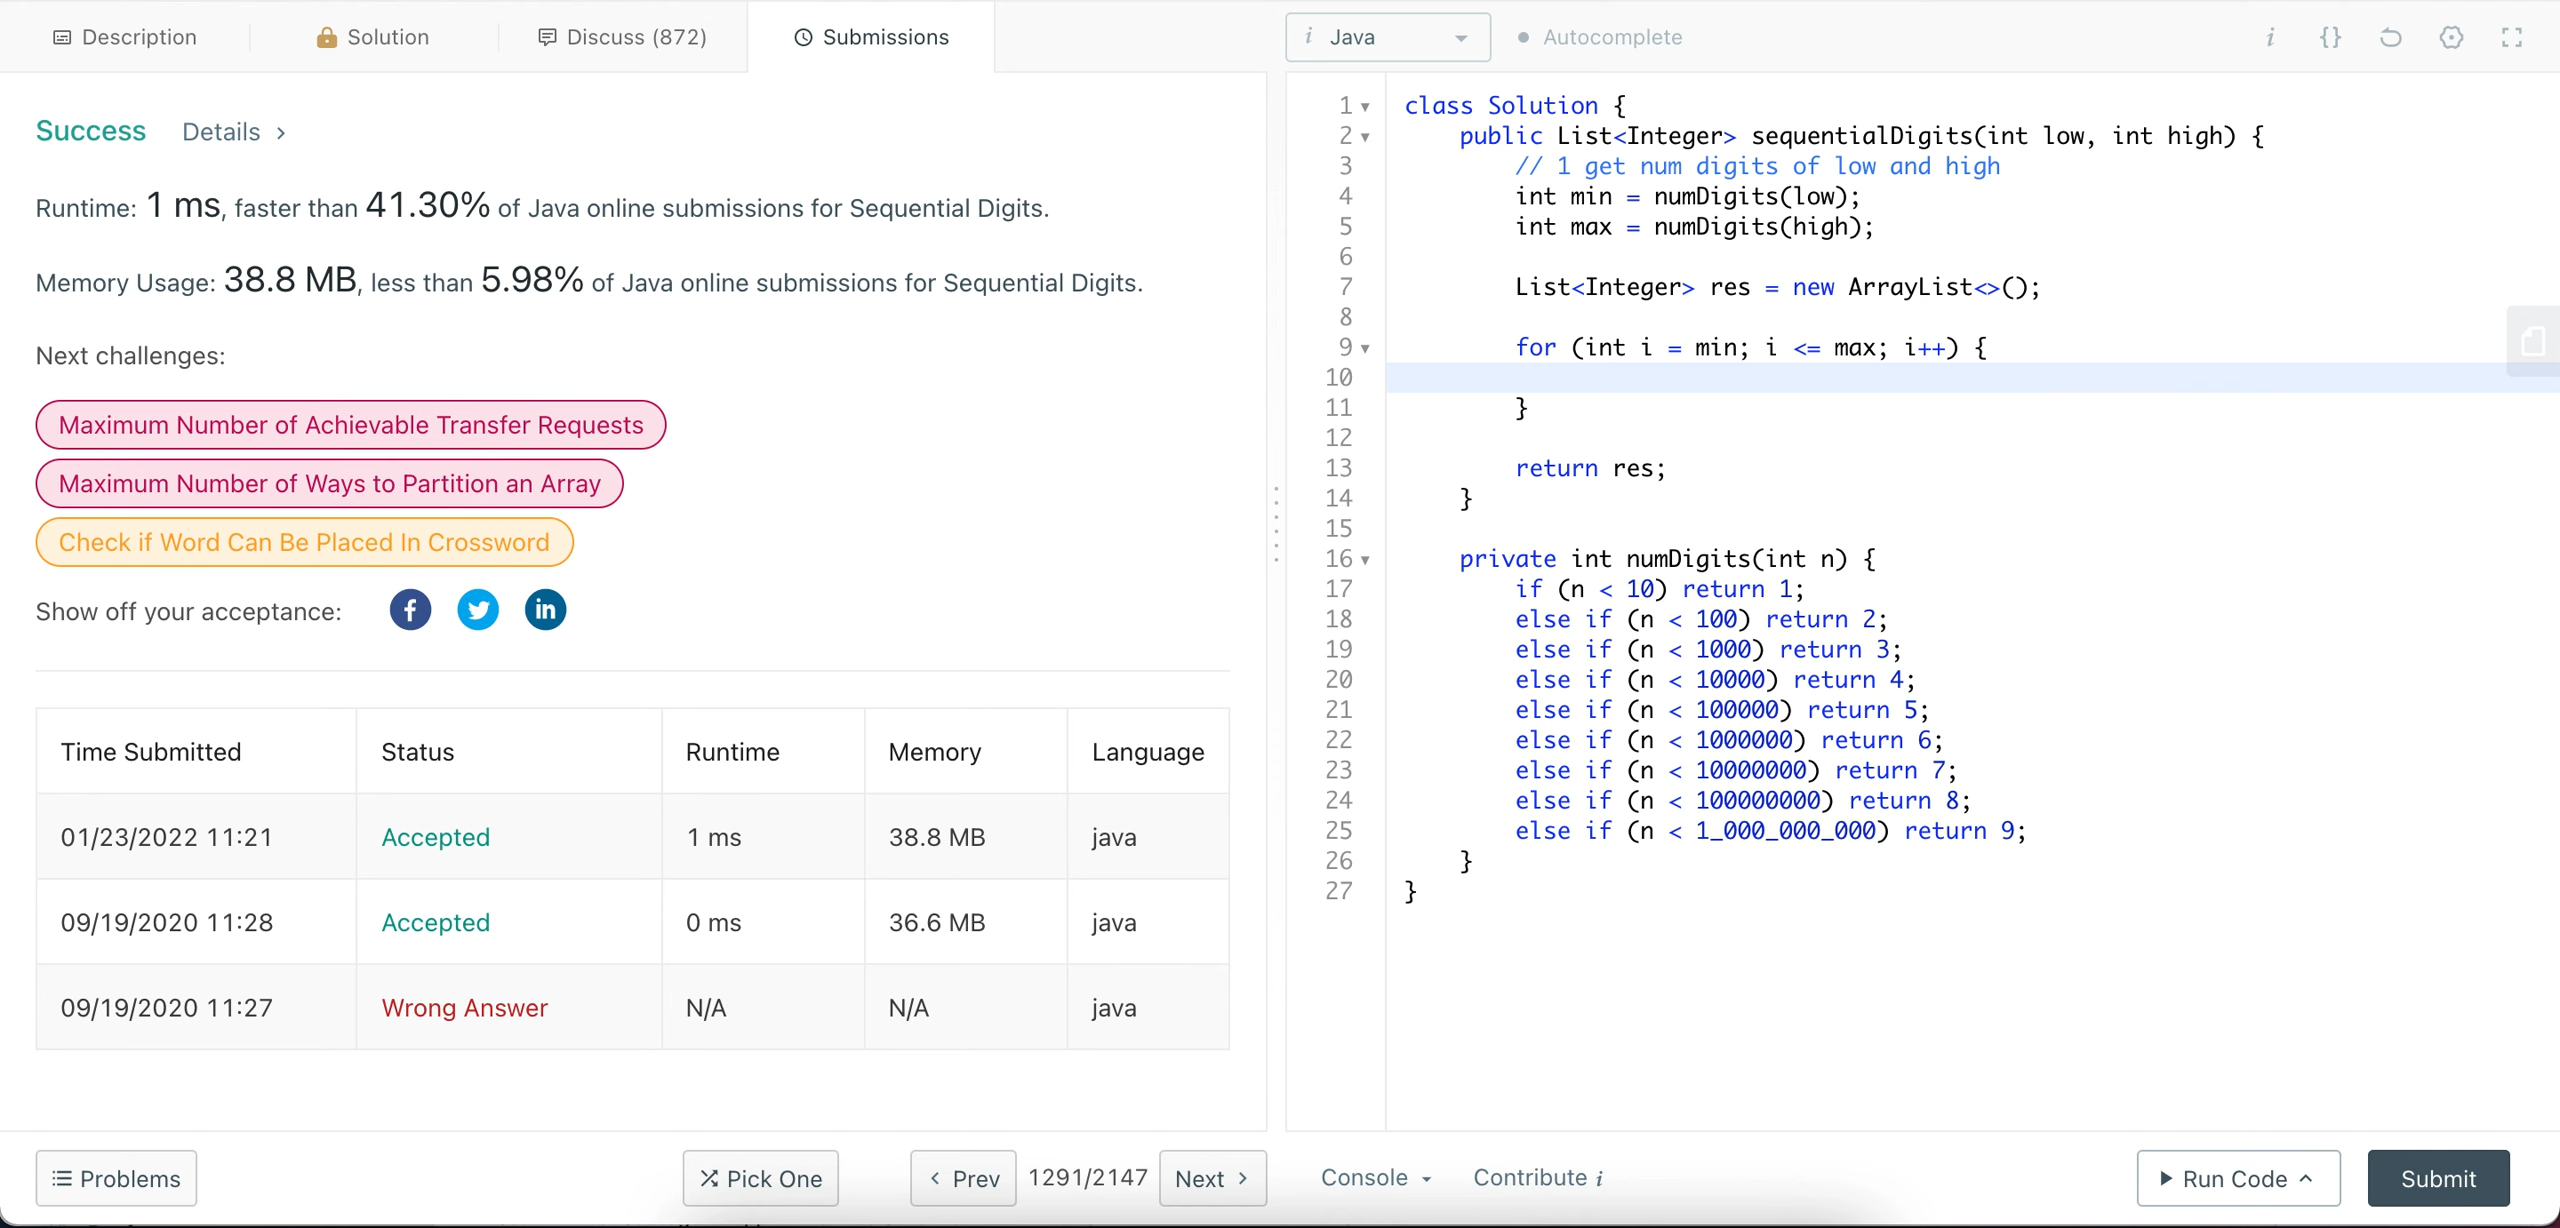 Description
Solution
Discuss (872)
Submissions
i Java
Autocomplete
i {}
Success Details >
Runtime: 1 ms, faster than 41.30% of Java online submissions for Sequential Digits.
Memory Usage: 38.8 MB, less than 5.98% of Java online submissions for Sequential Digits.
Next challenges:
Maximum Number of Achievable Transfer Requests
Maximum Number of Ways to Partition an Array
Check if Word Can Be Placed In Crossword
Show off your acceptance: f in
Time Submitted Status Runtime Memory Language
01/23/2022 11:21 Accepted 1 ms 38.8 MB java
09/19/2020 11:28 Accepted 0 ms 36.6 MB java
09/19/2020 11:27 Wrong Answer N/A N/A java
1 class Solution {
2 public List<Integer> sequentialDigits(int low, int high) {
3 // 1 get num digits of low and high
4 int min = numDigits(low);
5 int max = numDigits(high);
6
7 List<Integer> res = new ArrayList<>();
8
9 for (int i = min; i <= max; i++) {
10
11 }
12
13 return res;
14 }
15
16 private int numDigits(int n) {
17 if (n < 10) return 1;
18 else if (n < 100) return 2;
19 else if (n < 1000) return 3;
20 else if (n < 10000) return 4;
21 else if (n < 100000) return 5;
22 else if (n < 1000000) return 6;
23 else if (n < 10000000) return 7;
24 else if (n < 100000000) return 8;
25 else if (n < 1_000_000_000) return 9;
26 }
27 }
Problems
Pick One
< Prev
1291/2147
Next >
Console
Contribute i
Run Code
Submit